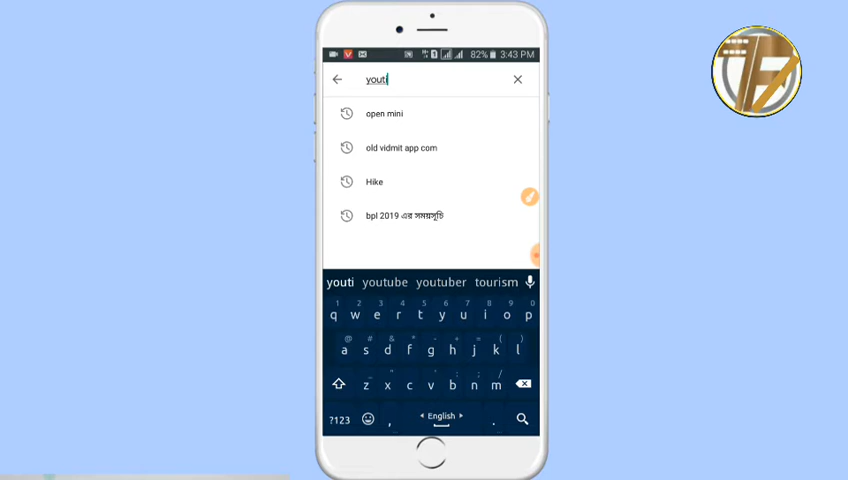 82% 3:43 PM
youti
open mini
old vidmit app com
Hike
bpl 2019 এর সময়সূচি
youti youtube youtuber tourism
1 2 3 4 5 6 7 8 9 0
q w e r t y u i o p
@ # & * - + = ( )
a s d f g h j k l
_ " ' : ; /
z x c v b n m
?123 , English .